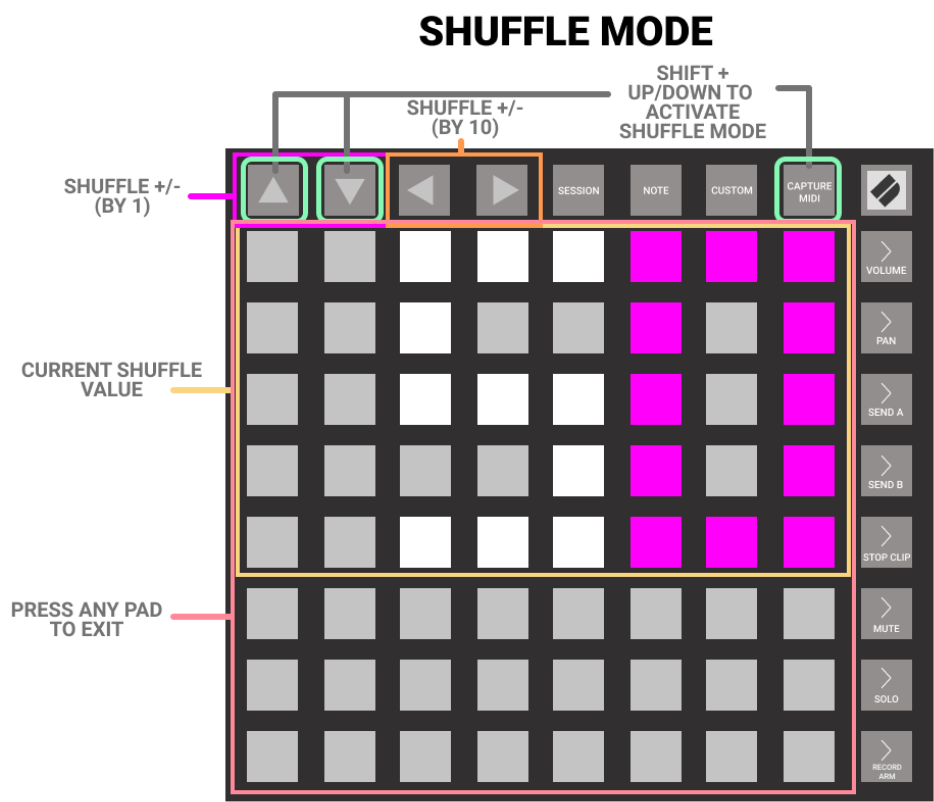 SHUFFLE MODE
SHIFT +
UP/DOWN TO
ACTIVATE
SHUFFLE MODE
SHUFFLE +/-
(BY 10)
SHUFFLE +/-
(BY 1)
SESSION
NOTE
CUSTOM
CAPTURE
MIDI
VOLUME
PAN
CURRENT SHUFFLE
VALUE
SEND A
SEND B
STOP CLIP
PRESS ANY PAD
TO EXIT
MUTE
SOLO
RECORD
ARM